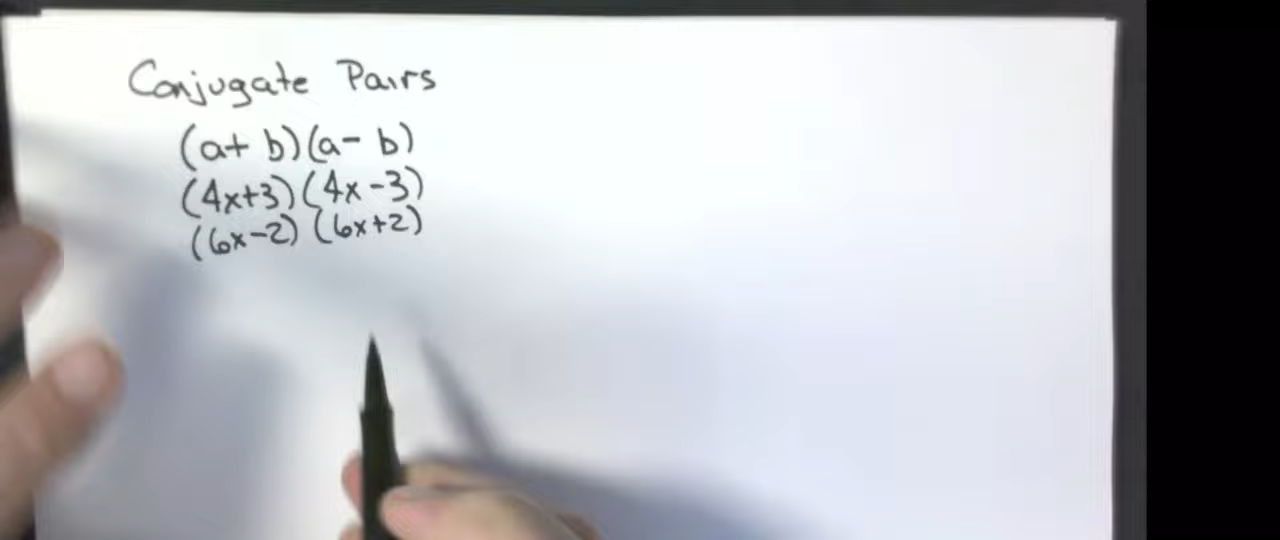 Conjugate Pairs
(a+ b)(a- b)
(4x+3)(4x-3)
(6x-2) (6x+2)